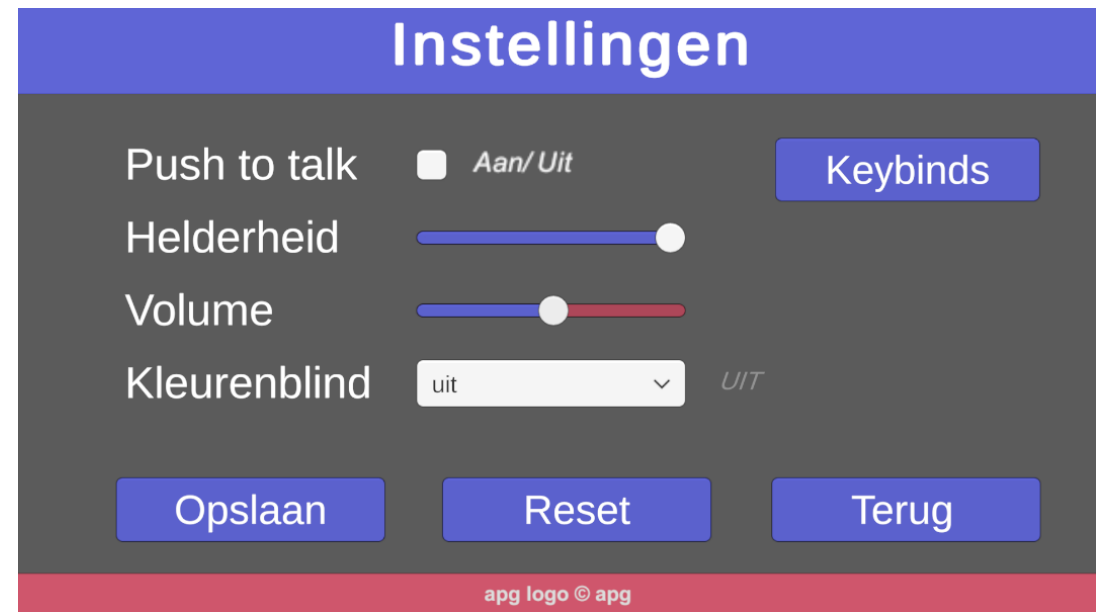 Instellingen
Push to talk Aan/ Uit Keybinds
Helderheid
Volume
Kleurenblind uit UIT
Opslaan Reset Terug
apg logo © apg